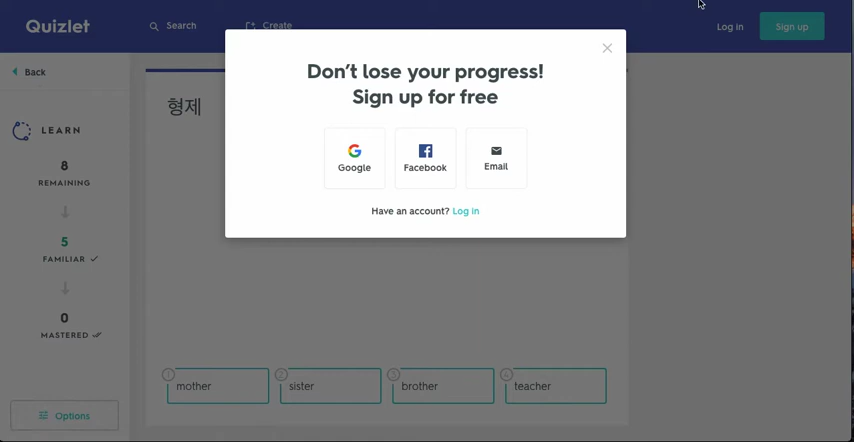 Quizlet
Search
Create
Log in
Sign up
Back
LEARN
8
REMAINING
5
FAMILIAR
0
MASTERED
Options
형제
Don't lose your progress!
Sign up for free
Google
Facebook
Email
Have an account? Log in
1 mother
2 sister
3 brother
4 teacher